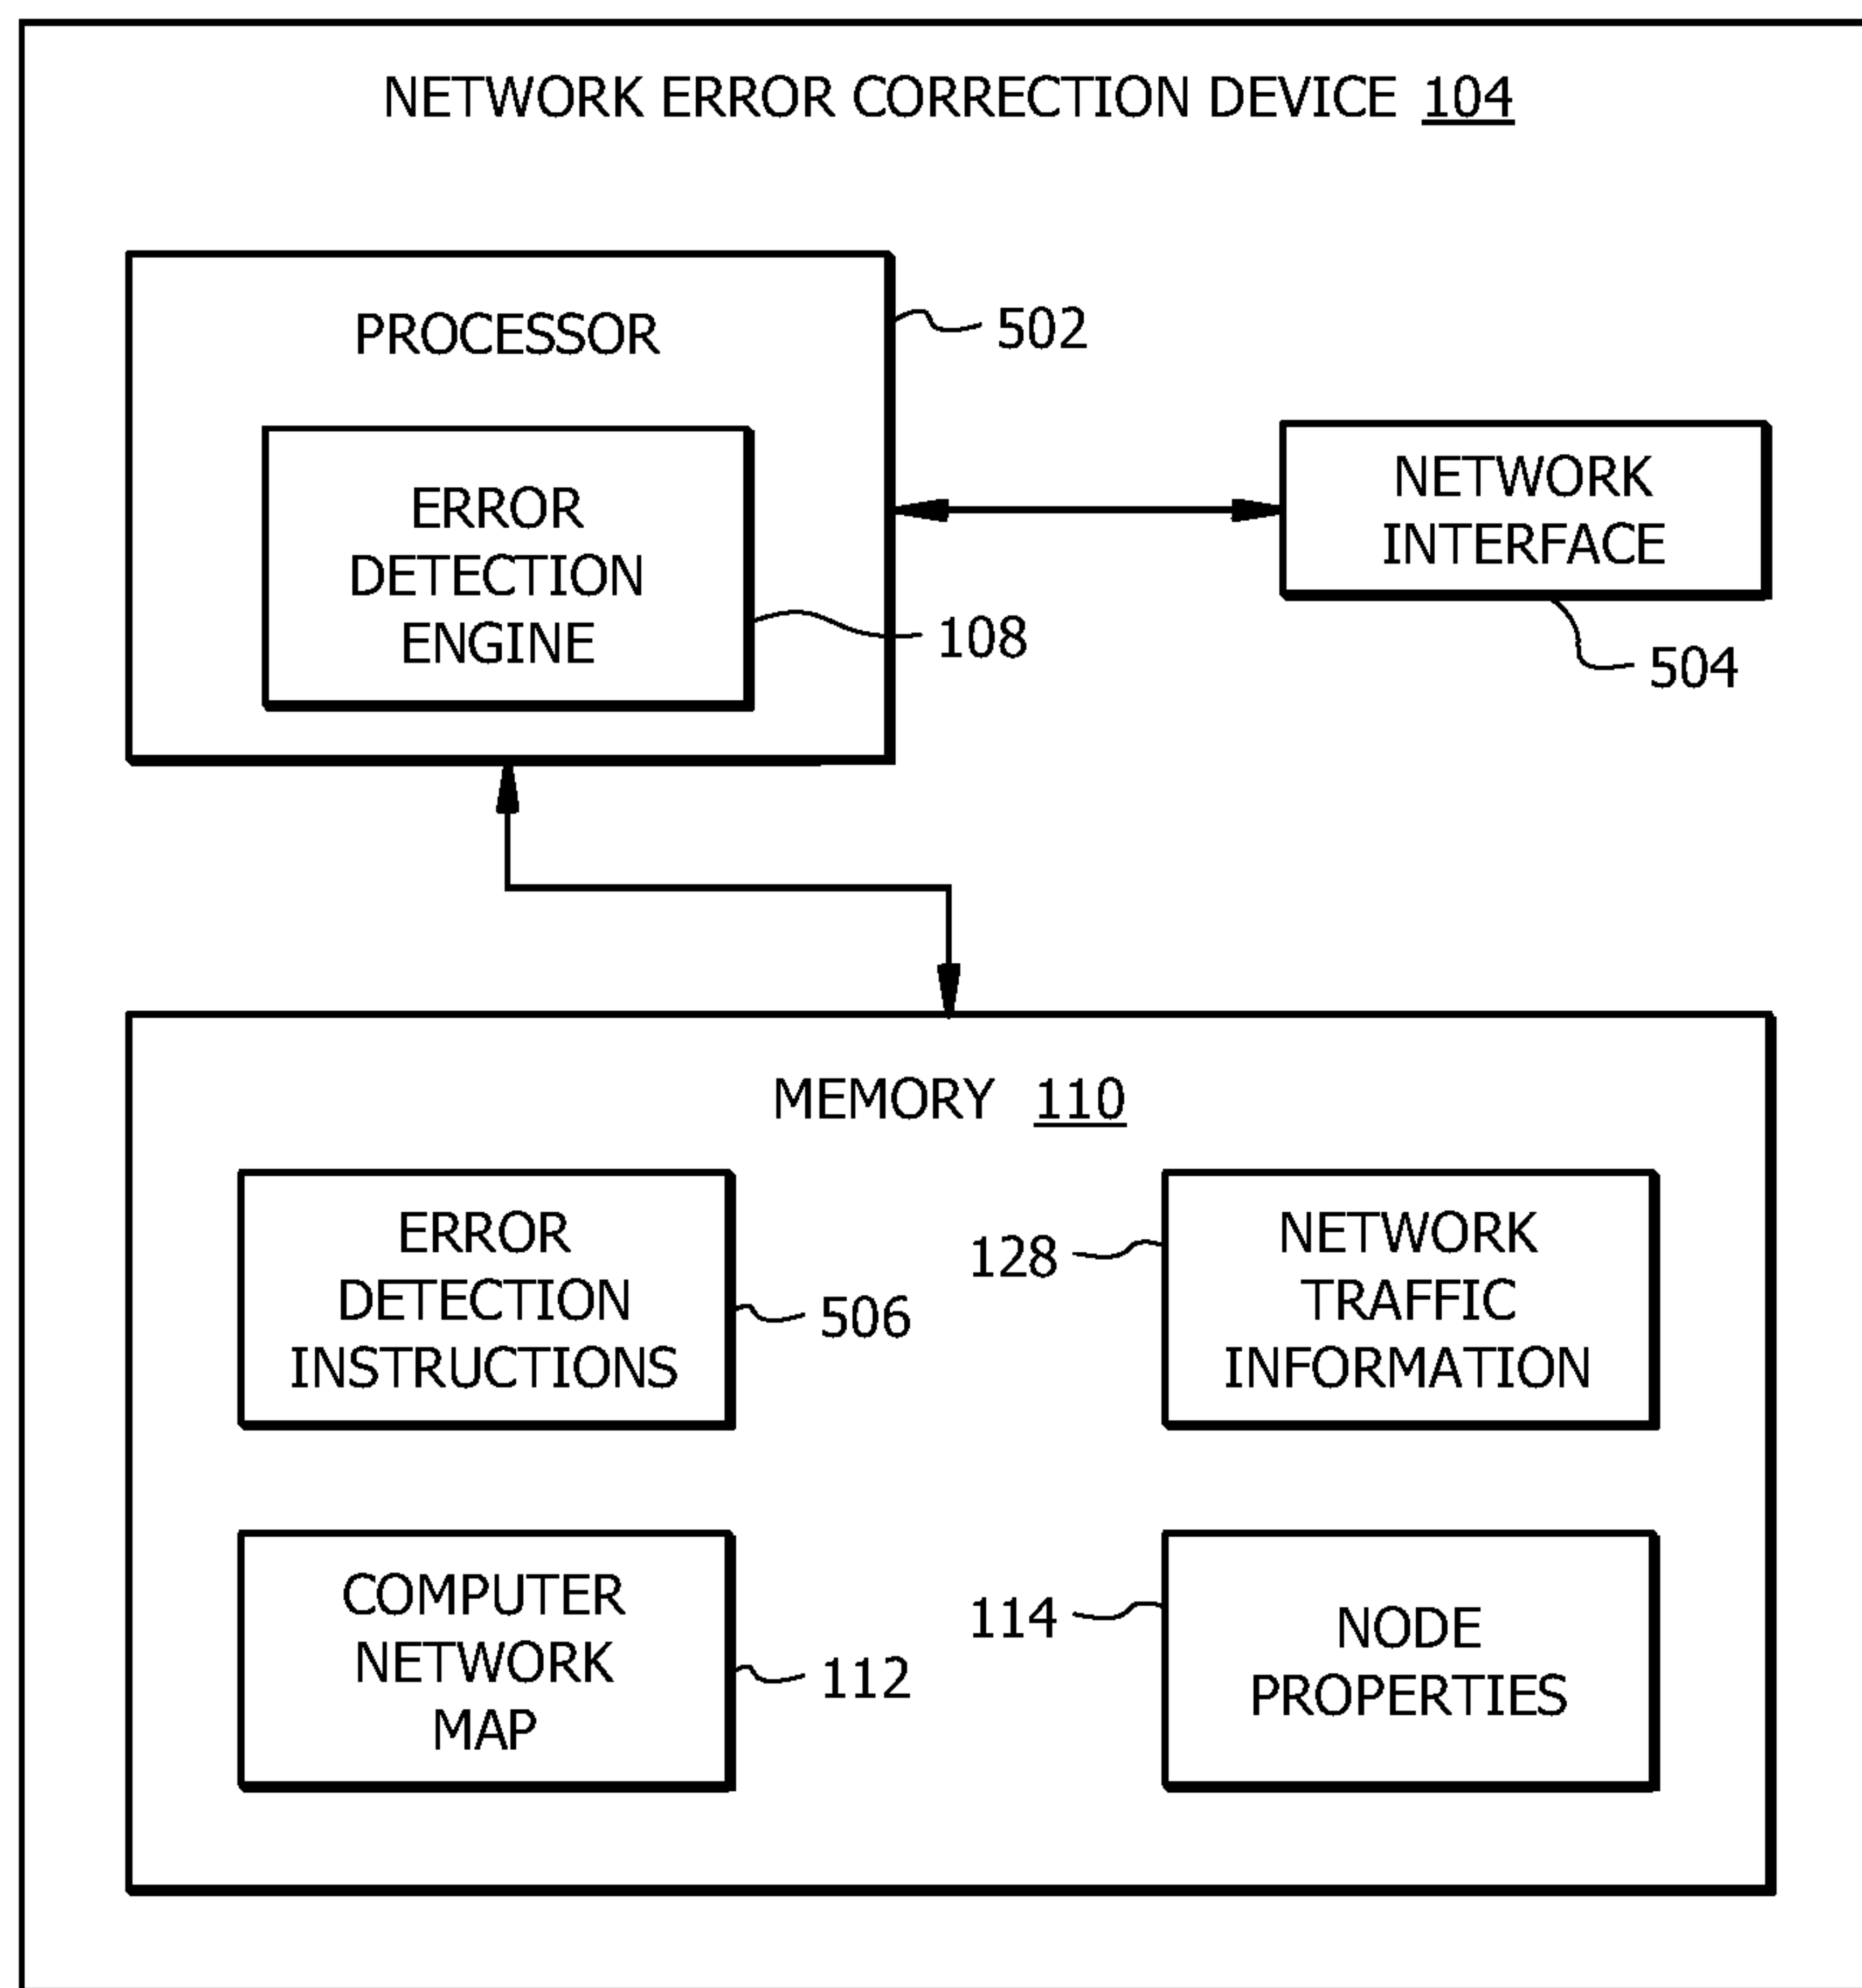 NETWORK ERROR CORRECTION DEVICE 104
PROCESSOR
502
ERROR
DETECTION
ENGINE
108
NETWORK
INTERFACE
504
MEMORY 110
ERROR
DETECTION
INSTRUCTIONS
506
128
NETWORK
TRAFFIC
INFORMATION
COMPUTER
NETWORK
MAP
112
114
NODE
PROPERTIES